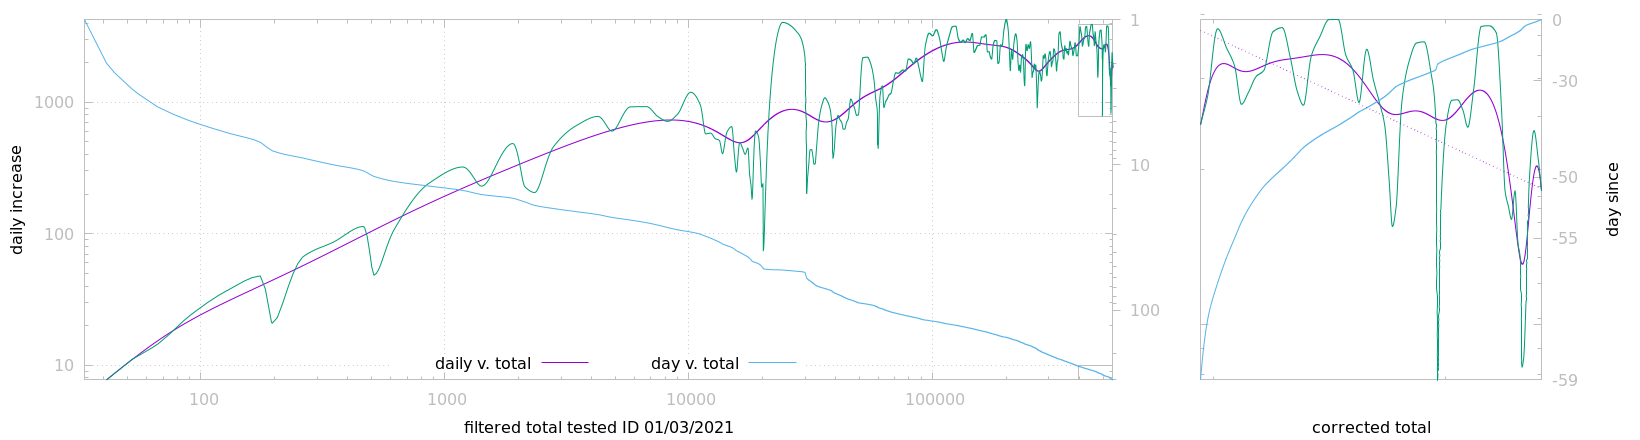 1
0
-30
1000
daily increase
10
-50
day since
100
-55
100
daily v. total
day v. total
10
-59
100
1000
10000
100000
filtered total tested ID 01/03/2021
corrected total